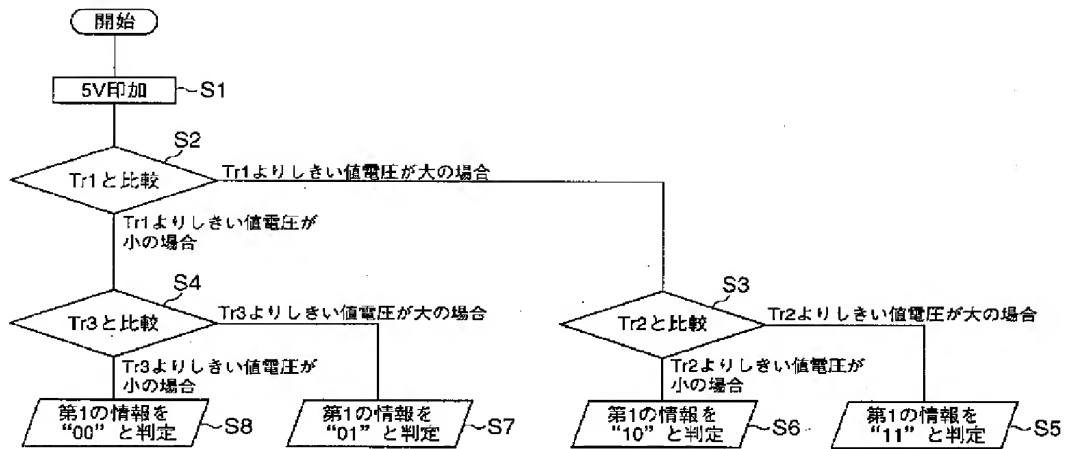 開始
5V印加
S1
S2
Tr1と比較
Tr1よりしきい値電圧が大の場合
Tr1よりしきい値電圧が
小の場合
S4
Tr3と比較
Tr3よりしきい値電圧が大の場合
S3
Tr2と比較
Tr2よりしきい値電圧が大の場合
Tr3よりしきい値電圧が
小の場合
Tr2よりしきい値電圧が
小の場合
第1の情報を
“00” と判定
S8
第1の情報を
“01” と判定
S7
第1の情報を
“10” と判定
S6
第1の情報を
“11” と判定
S5